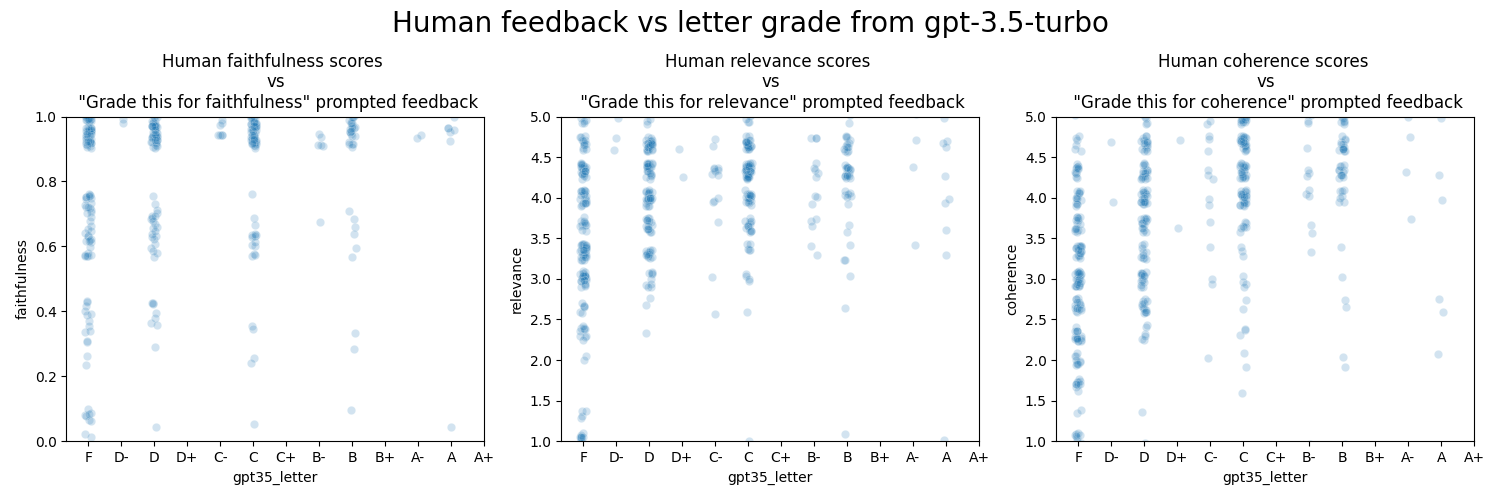 Human feedback vs letter grade from gpt-3.5-turbo
Human faithfulness scores
vs
"Grade this for faithfulness" prompted feedback
faithfulness
1.0
0.8
0.6
0.4
0.2
0.0
F D- D D+ C- C C+ B- B B+ A- A A+
gpt35_letter
Human relevance scores
vs
"Grade this for relevance" prompted feedback
relevance
5.0
4.5
4.0
3.5
3.0
2.5
2.0
1.5
1.0
F D- D D+ C- C C+ B- B B+ A- A A+
gpt35_letter
Human coherence scores
vs
"Grade this for coherence" prompted feedback
coherence
5.0
4.5
4.0
3.5
3.0
2.5
2.0
1.5
1.0
F D- D D+ C- C C+ B- B B+ A- A A+
gpt35_letter